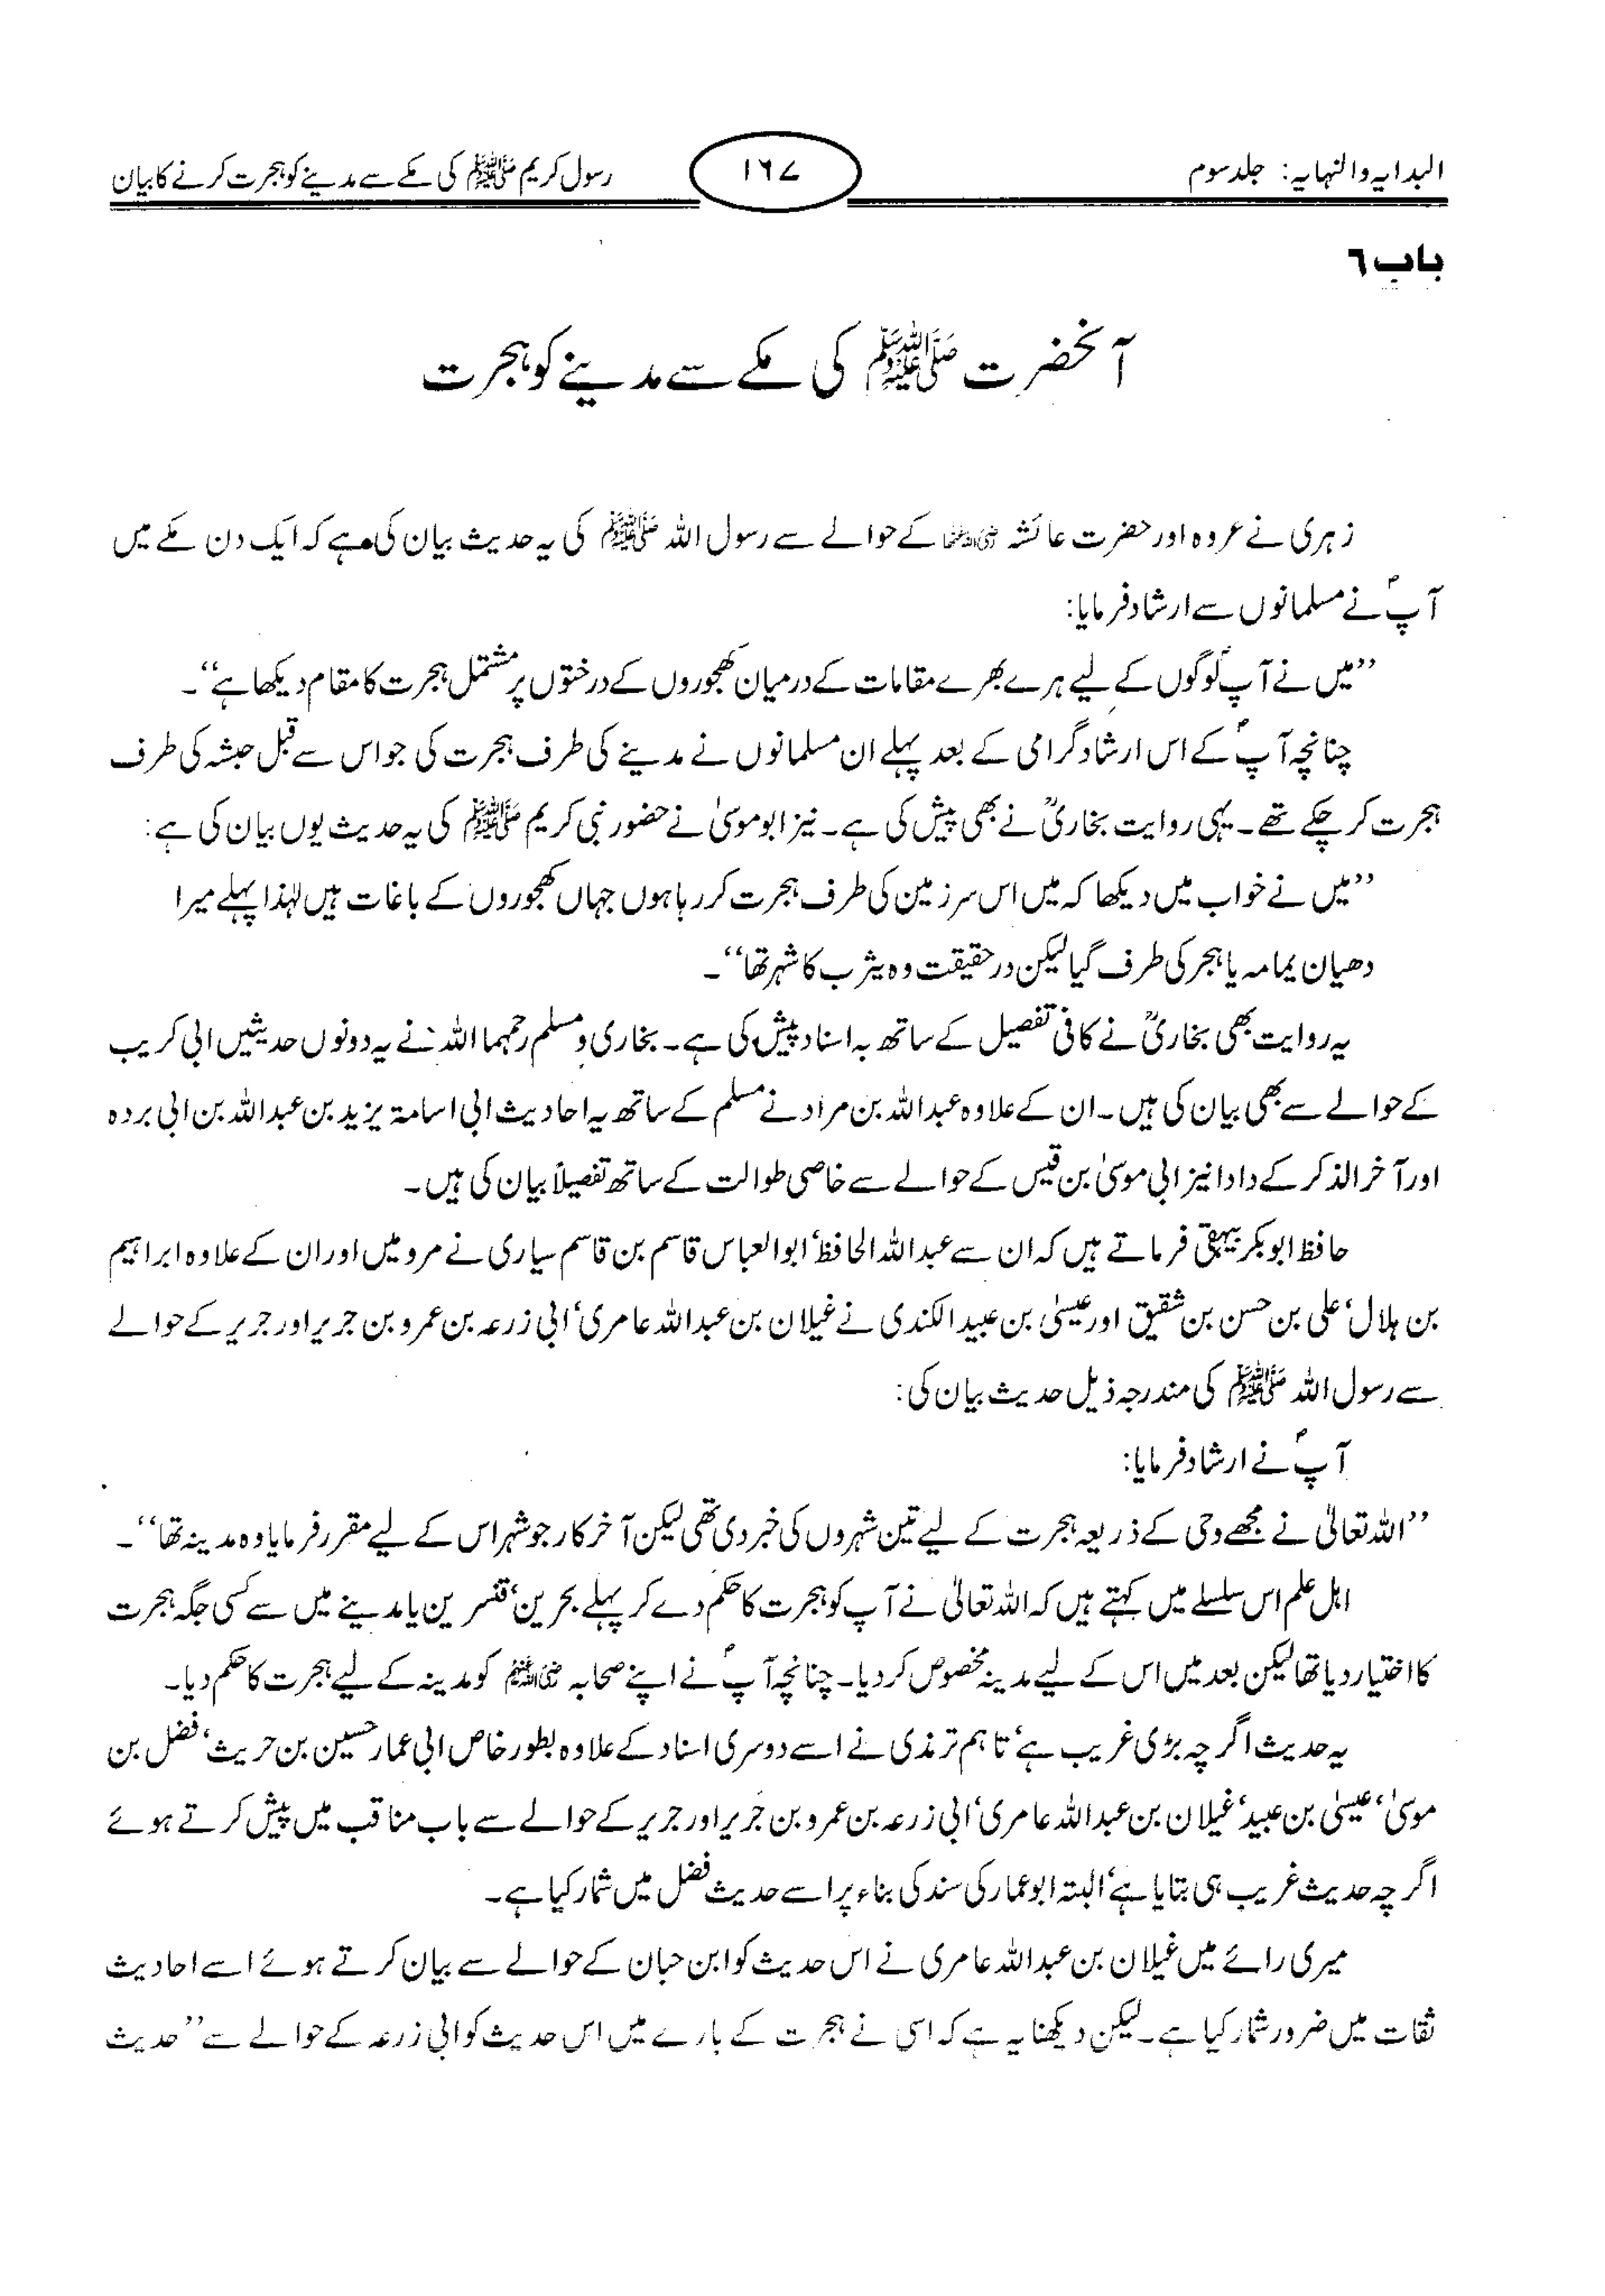 البدایہ والنہایہ: جلد سوم
۱۶۷
رسول کریم ﷺ کی مکے سے مدینے کو ہجرت کرنے کا بیان
باب ٦
آنحضرت ﷺ کی مکے سے مدینے کو ہجرت
زہری نے عروہ اور حضرت عائشہ رضی اللہ عنہا کے حوالے سے رسول اللہ ﷺ کی یہ حدیث بیان کی ہے کہ ایک دن مکے میں
آپؐ نے مسلمانوں سے ارشاد فرمایا:
’’میں نے آپ لوگوں کے لیے ہرے بھرے مقامات کے درمیان کھجوروں کے درختوں پر مشتمل ہجرت کا مقام دیکھا ہے‘‘۔
چنانچہ آپؐ کے اس ارشاد گرامی کے بعد پہلے ان مسلمانوں نے مدینے کی طرف ہجرت کی جو اس سے قبل حبشہ کی طرف
ہجرت کر چکے تھے۔ یہی روایت بخاریؒ نے بھی پیش کی ہے۔ نیز ابوموسیٰ نے حضور نبی کریم ﷺ کی یہ حدیث یوں بیان کی ہے:
’’میں نے خواب میں دیکھا کہ میں اس سرزمین کی طرف ہجرت کر رہا ہوں جہاں کھجوروں کے باغات ہیں لہٰذا پہلے میرا
دھیان یمامہ یا ہجر کی طرف گیا لیکن درحقیقت وہ یثرب کا شہر تھا‘‘۔
یہ روایت بھی بخاریؒ نے کافی تفصیل کے ساتھ بہ اسناد پیش کی ہے۔ بخاری و مسلم رحمہما اللہ نے یہ دونوں حدیثیں ابی کریب
کے حوالے سے بھی بیان کی ہیں۔ ان کے علاوہ عبداللہ بن مراد نے مسلم کے ساتھ یہ احادیث ابی اسامۃ یزید بن عبداللہ بن ابی بردہ
اور آخر الذکر کے دادا نیز ابی موسیٰ بن قیس کے حوالے سے خاصی طوالت کے ساتھ تفصیلاً بیان کی ہیں۔
حافظ ابوبکر بیہقی فرماتے ہیں کہ ان سے عبداللہ الحافظ‘ ابوالعباس قاسم بن قاسم سیاری نے مرو میں اور ان کے علاوہ ابراہیم
بن ہلال‘ علی بن حسن بن شقیق اور عیسیٰ بن عبید الکندی نے غیلان بن عبداللہ عامری‘ ابی زرعہ بن عمرو بن جریر اور جریر کے حوالے
سے رسول اللہ ﷺ کی مندرجہ ذیل حدیث بیان کی:
آپؐ نے ارشاد فرمایا:
’’اللہ تعالیٰ نے مجھے وحی کے ذریعہ ہجرت کے لیے تین شہروں کی خبر دی تھی لیکن آخرکار جو شہر اس کے لیے مقرر فرمایا وہ مدینہ تھا‘‘۔
اہل علم اس سلسلے میں کہتے ہیں کہ اللہ تعالیٰ نے آپ کو ہجرت کا حکم دے کر پہلے بحرین‘ قنسرین یا مدینے میں سے کسی جگہ ہجرت
کا اختیار دیا تھا لیکن بعد میں اس کے لیے مدینہ مخصوص کر دیا۔ چنانچہ آپؐ نے اپنے صحابہ رضی اللہ عنہم کو مدینہ کے لیے ہجرت کا حکم دیا۔
یہ حدیث اگرچہ بڑی غریب ہے‘ تاہم ترمذی نے اسے دوسری اسناد کے علاوہ بطور خاص ابی عمار حسین بن حریث‘ فضل بن
موسیٰ‘ عیسیٰ بن عبید‘ غیلان بن عبداللہ عامری‘ ابی زرعہ بن عمرو بن جریر اور جریر کے حوالے سے باب مناقب میں پیش کرتے ہوئے
اگرچہ حدیث غریب ہی بتایا ہے‘ البتہ ابوعمار کی سند کی بناء پر اسے حدیث فضل میں شمار کیا ہے۔
میری رائے میں غیلان بن عبداللہ عامری نے اس حدیث کو ابن حبان کے حوالے سے بیان کرتے ہوئے اسے احادیث
ثقات میں ضرور شمار کیا ہے۔ لیکن دیکھنا یہ ہے کہ اسی نے ہجرت کے بارے میں اس حدیث کو ابی زرعہ کے حوالے سے ’’حدیث